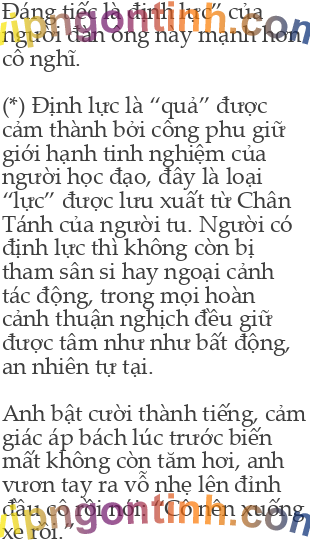 Đáng tiếc là định lực” của
người đàn ông này mạnh hơn
cô nghĩ.
(*) Định lực là “quả” được
cảm thành bởi công phu giữ
giới hạnh tinh nghiệm của
người học đạo, đây là loại
“lực” được lưu xuất từ Chân
Tánh của người tu. Người có
định lực thì không còn bị
tham sân si hay ngoại cảnh
tác động, trong mọi hoàn
cảnh thuận nghịch đều giữ
được tâm như như bất động,
an nhiên tự tại.
Anh bật cười thành tiếng, cảm
giác áp bách lúc trước biến
mất không còn tăm hơi, anh
vươn tay ra vỗ nhẹ lên đỉnh
đầu cô rồi nói: “Cô nên xuống
xe rồi.”
vipngontinh.com
vipngontinh.com